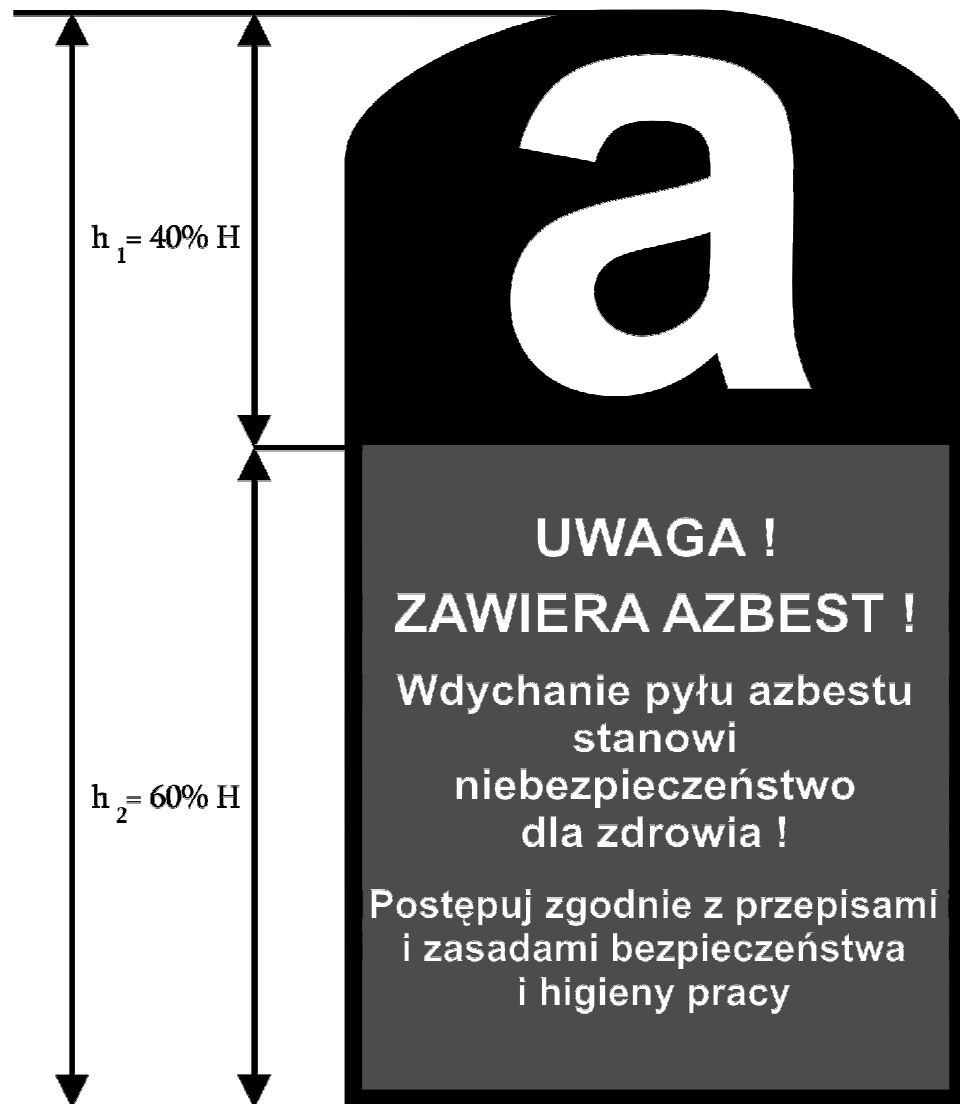 a
h1= 40% H
UWAGA !
ZAWIERA AZBEST !
Wdychanie pyłu azbestu
stanowi
niebezpieczeństwo
dla zdrowia !
h2= 60% H
Postępuj zgodnie z przepisami
i zasadami bezpieczeństwa
i higieny pracy